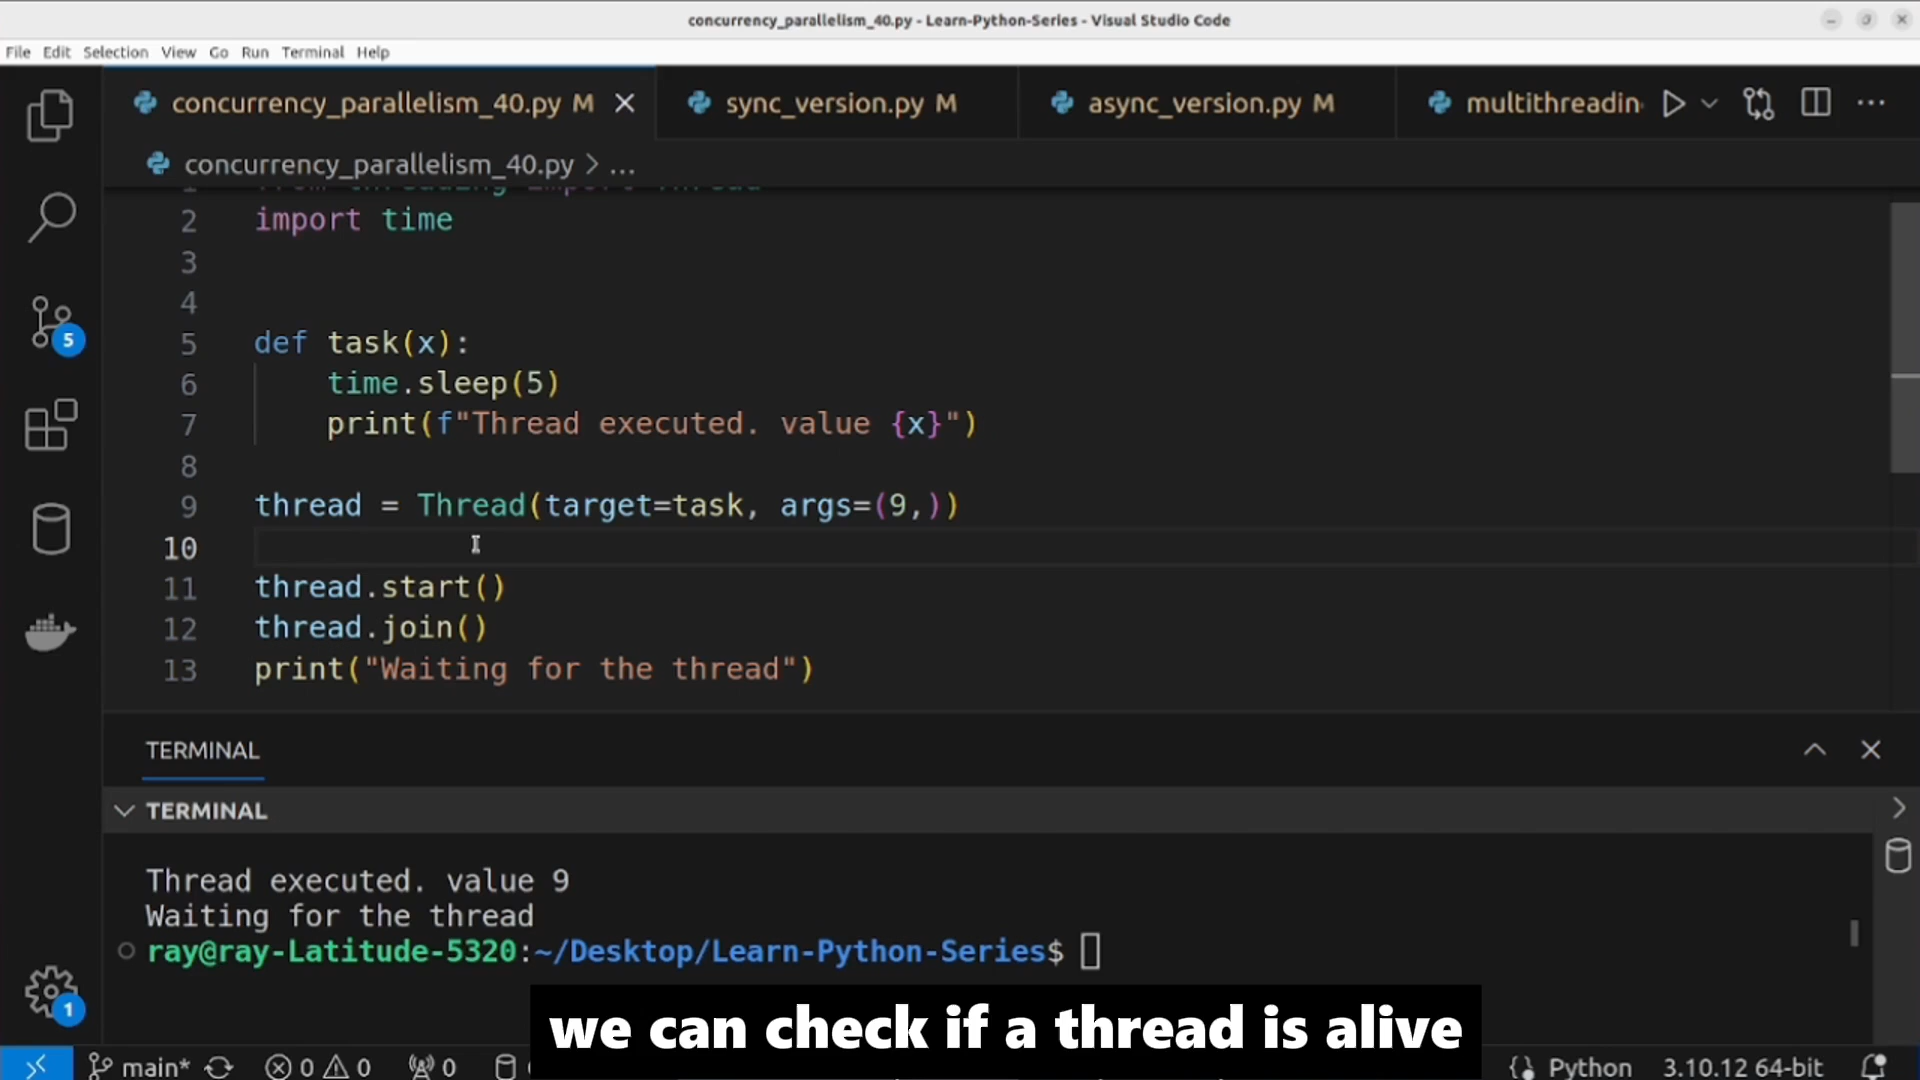 concurrency_parallelism_40.py - Learn-Python-Series - Visual Studio Code
File Edit Selection View Go Run Terminal Help
concurrency_parallelism_40.py M
sync_version.py M
async_version.py M
multithreadin
concurrency_parallelism_40.py > ...
2 import time
3
4
5 def task(x):
6 time.sleep(5)
7 print(f"Thread executed. value {x}")
8
9 thread = Thread(target=task, args=(9,))
10
11 thread.start()
12 thread.join()
13 print("Waiting for the thread")
5
1
TERMINAL
TERMINAL
Thread executed. value 9
Waiting for the thread
ray@ray-Latitude-5320:~/Desktop/Learn-Python-Series$
we can check if a thread is alive
main* 0 0 0 Python 3.10.12 64-bit